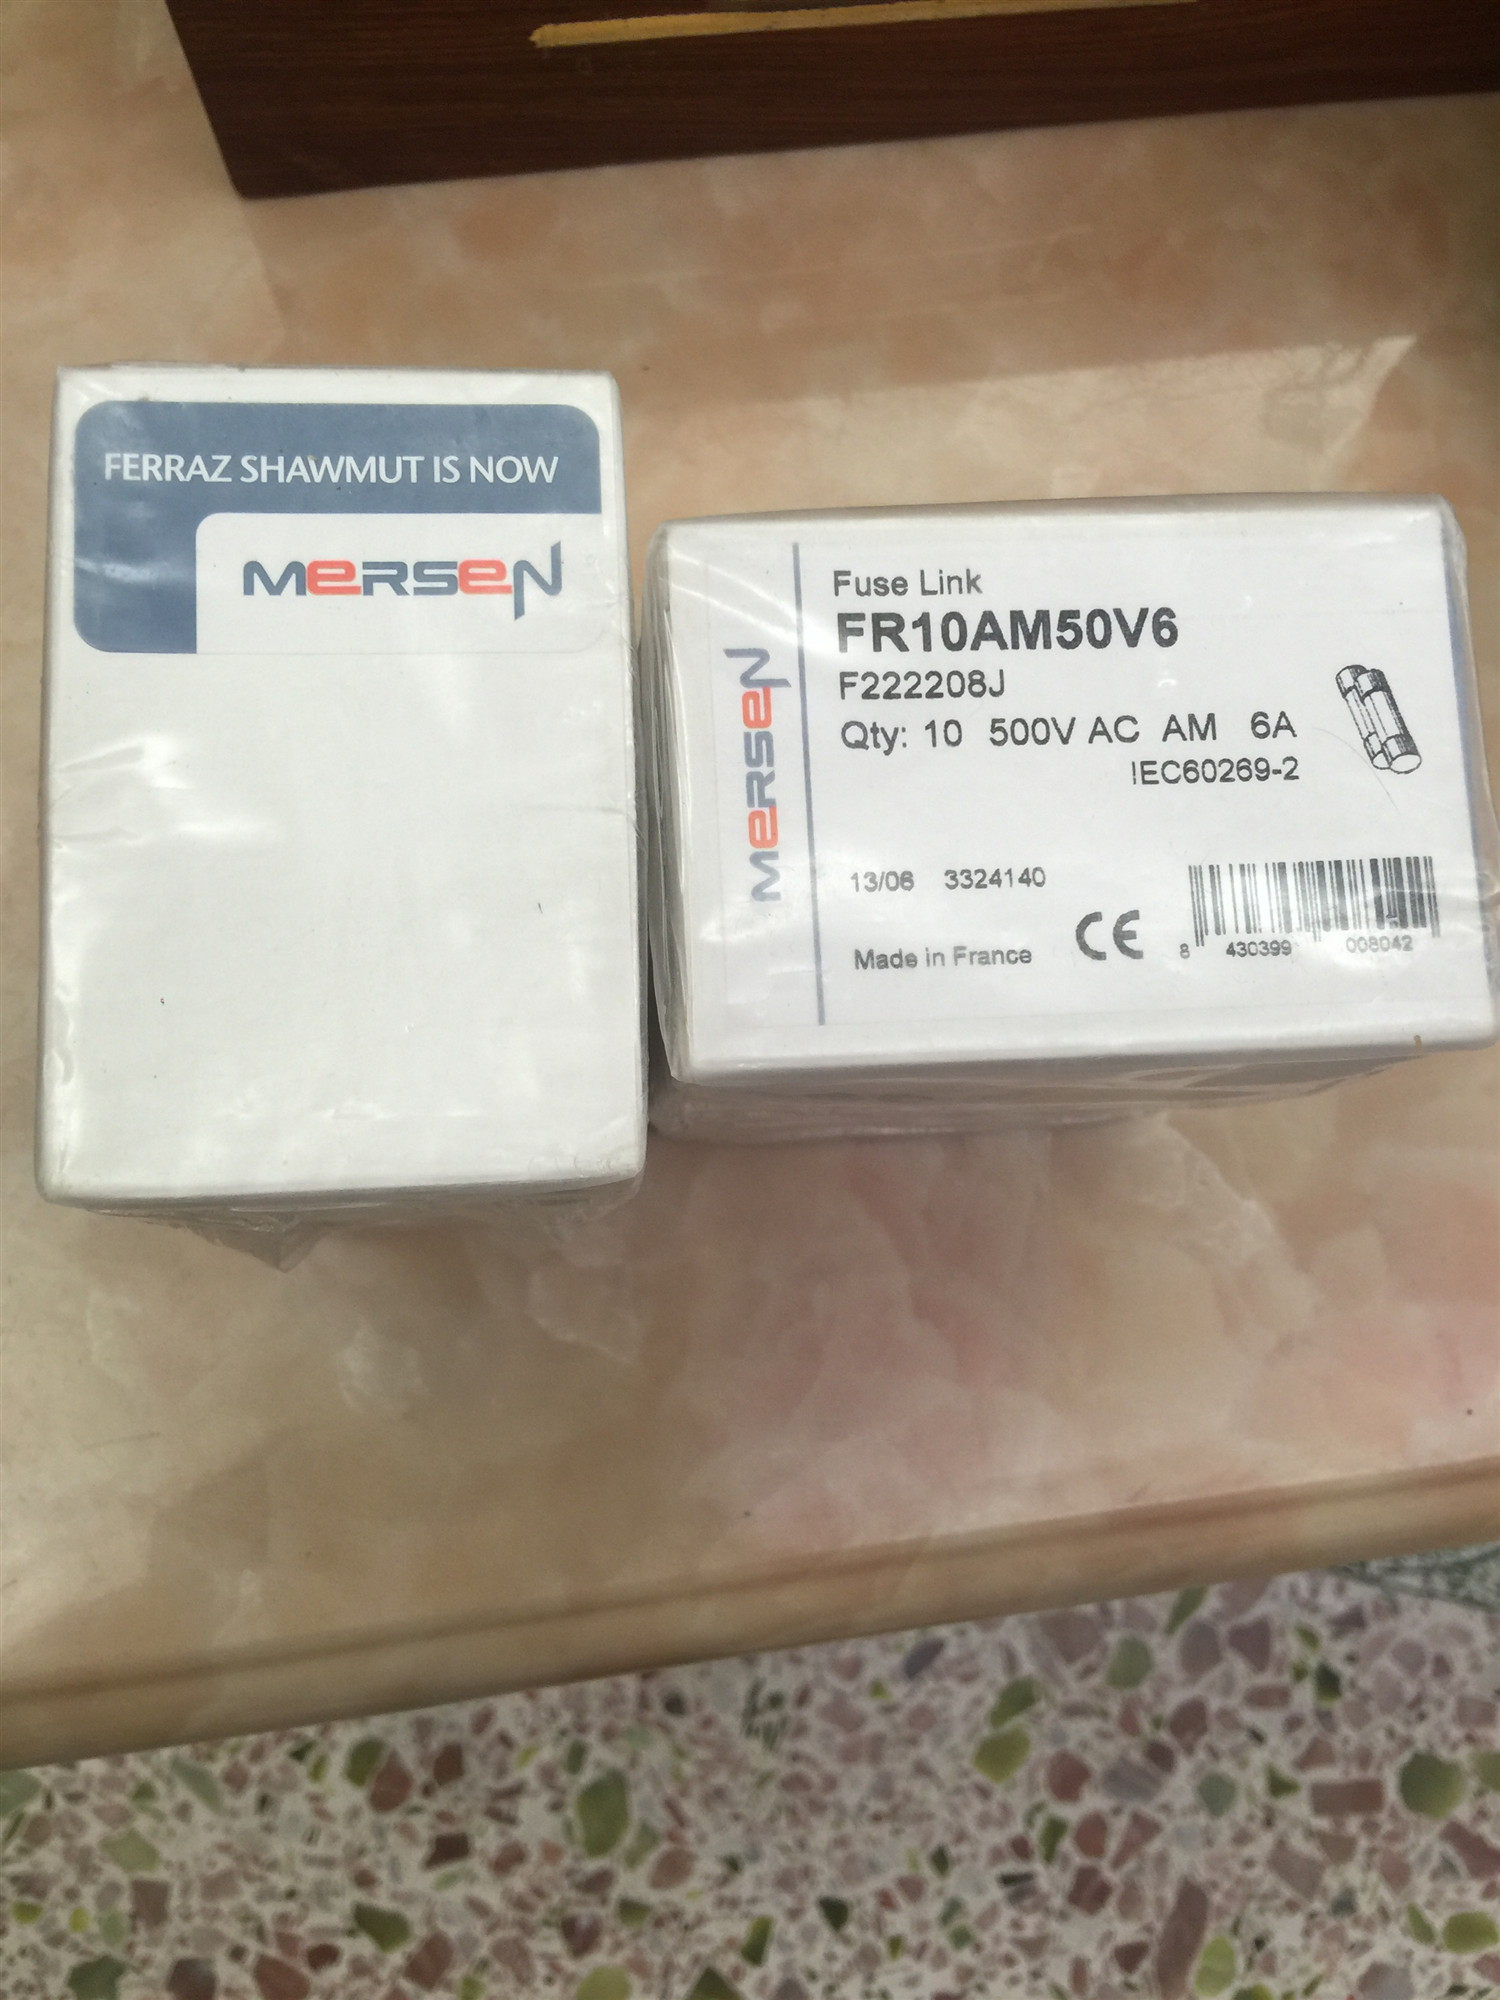 FERRAZ SHAWMUT IS NOW
MERSEN
MERSEN
Fuse Link
FR10AM50V6
F222208J
Qty: 10 500V AC AM 6A
IEC60269-2
13/06 3324140
Made in France
CE
8 430399 008042